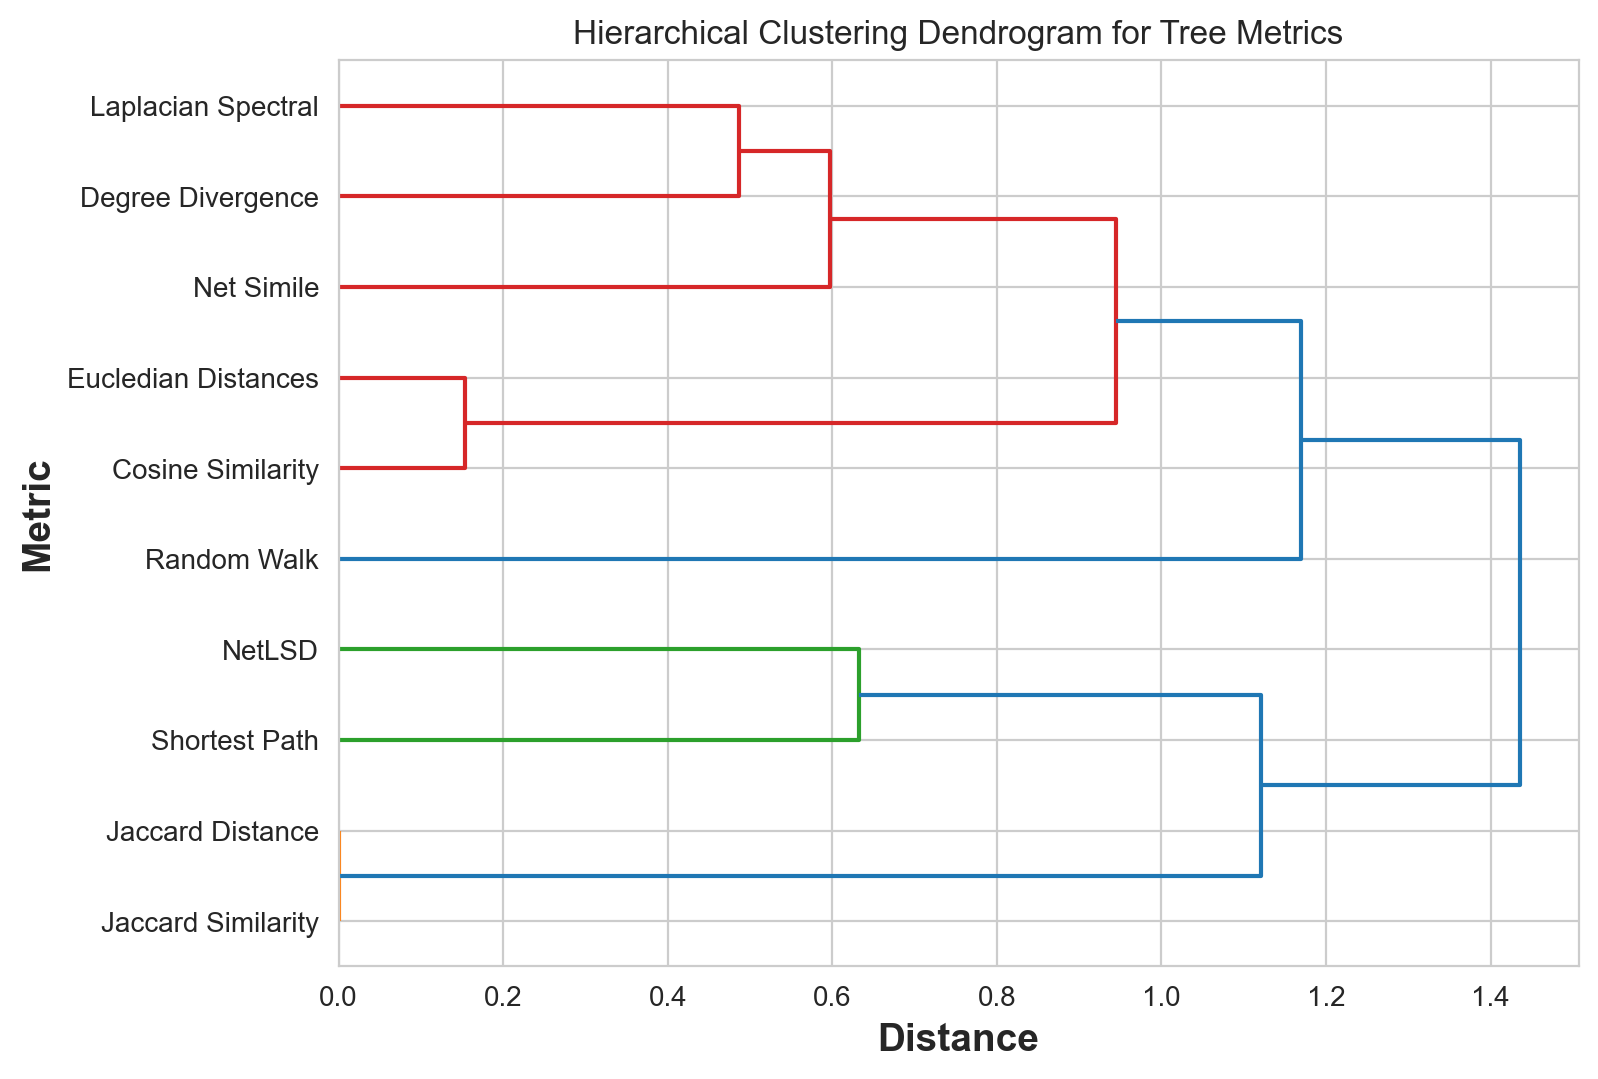 Hierarchical Clustering Dendrogram for Tree Metrics
Laplacian Spectral
Degree Divergence
Net Simile
Eucledian Distances
Cosine Similarity
Random Walk
NetLSD
Shortest Path
Jaccard Distance
Jaccard Similarity
Metric
0.0 0.2 0.4 0.6 0.8 1.0 1.2 1.4
Distance